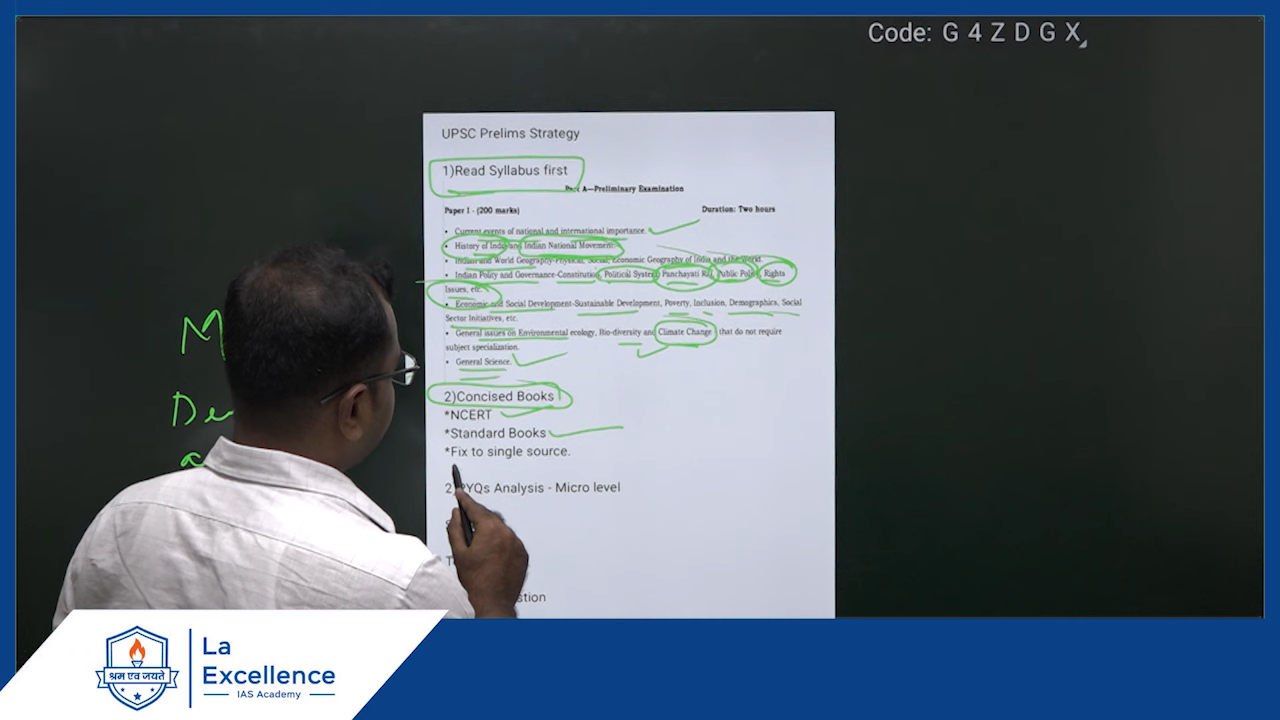 Code: G 4 Z D G X
UPSC Prelims Strategy
1)Read Syllabus first
Part A—Preliminary Examination
Paper I - (200 marks) Duration: Two hours
• Current events of national and international importance.
• History of India and Indian National Movement.
• Indian and World Geography-Physical, Social, Economic Geography of India and the World.
• Indian Polity and Governance-Constitution, Political System, Panchayati Raj, Public Policy, Rights
Issues, etc.
• Economic and Social Development-Sustainable Development, Poverty, Inclusion, Demographics, Social
Sector Initiatives, etc.
• General issues on Environmental ecology, Bio-diversity and Climate Change that do not require
subject specialization.
• General Science.
2)Concised Books
*NCERT
*Standard Books
*Fix to single source.
2)PYQs Analysis - Micro level
श्रम एव जयते
La
Excellence
IAS Academy